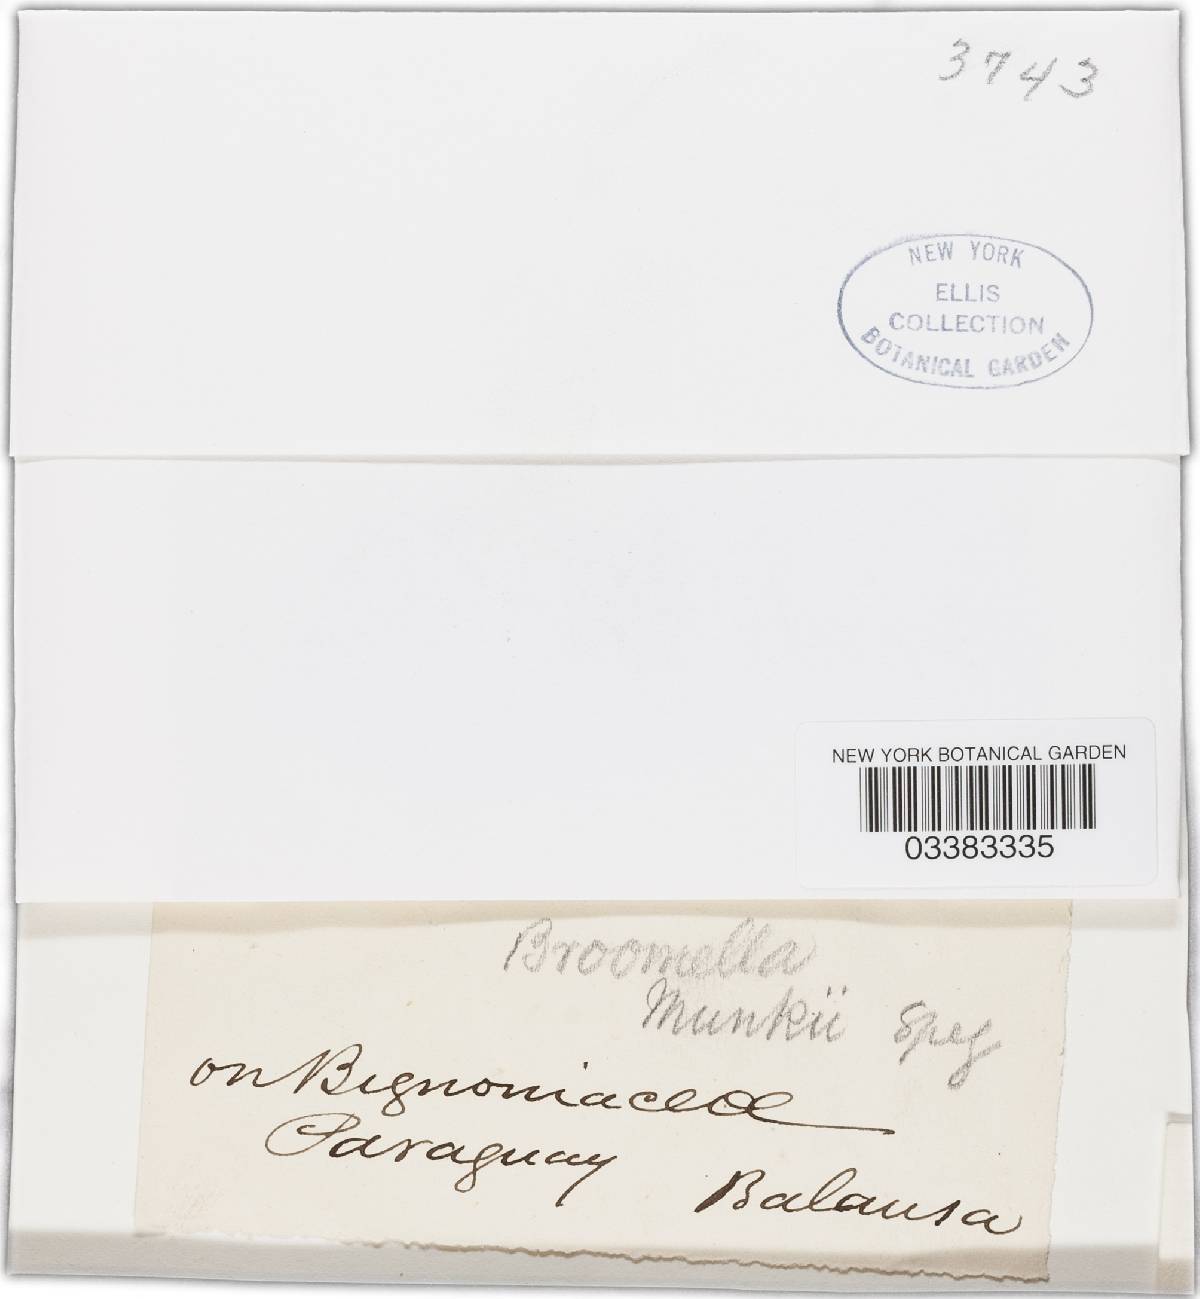 3743
NEW YORK
ELLIS
COLLECTION
BOTANICAL GARDEN
NEW YORK BOTANICAL GARDEN
03383335
Broomella
Munkii Speg
on Bignoniaceae
Paraguay
Balansa